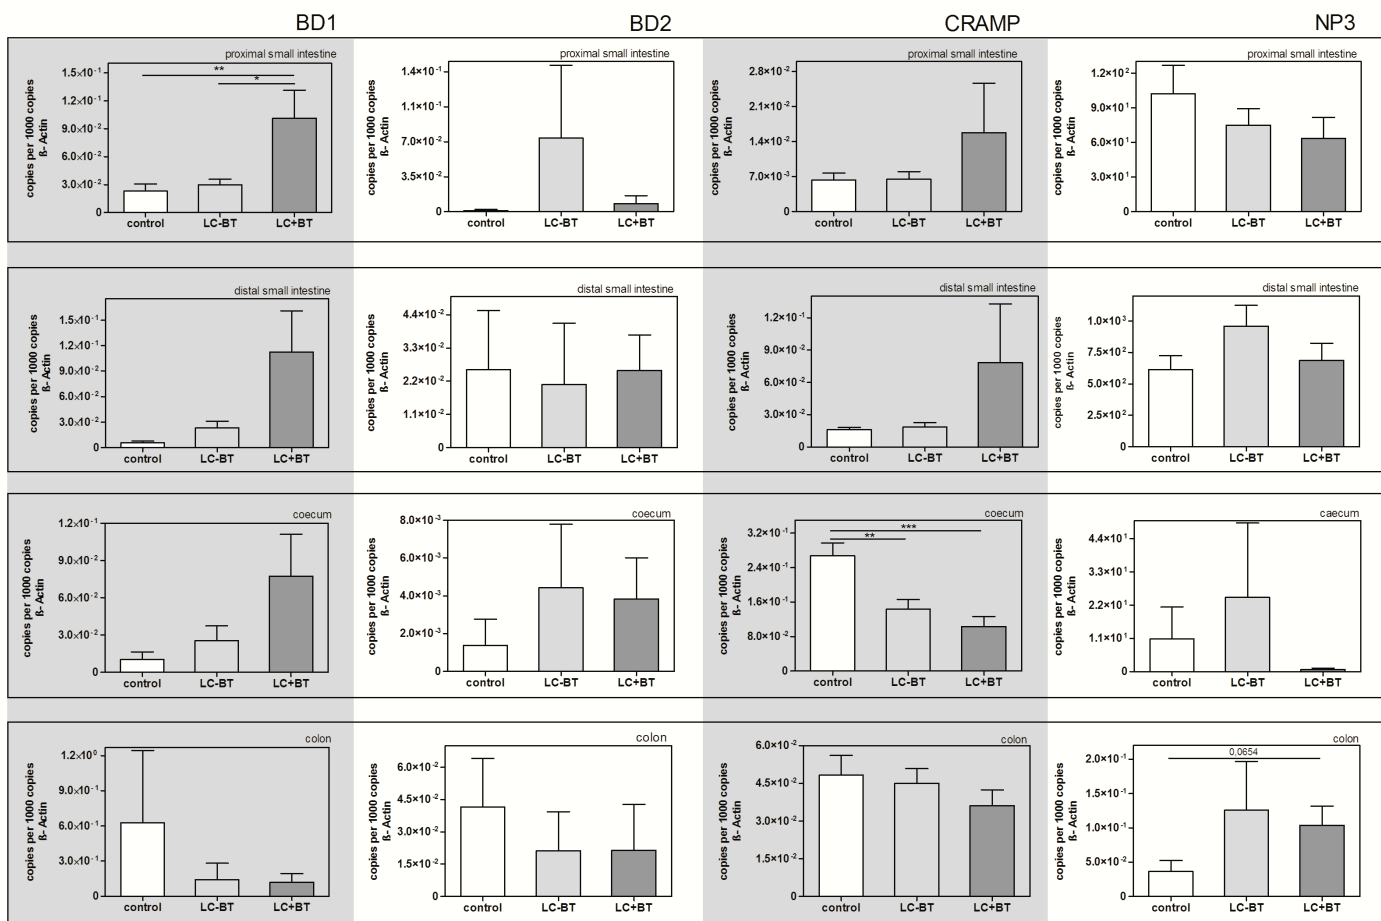 BD1
BD2
CRAMP
NP3
proximal small intestine
copies per 1000 copies
ß- Actin
1.5×10⁻¹
1.2×10⁻¹
9.0×10⁻²
6.0×10⁻²
3.0×10⁻²
0
**
*
control
LC-BT
LC+BT
proximal small intestine
copies per 1000 copies
ß- Actin
1.4×10⁻¹
1.1×10⁻¹
7.0×10⁻²
3.5×10⁻²
0
control
LC-BT
LC+BT
proximal small intestine
copies per 1000 copies
ß- Actin
2.8×10⁻²
2.1×10⁻²
1.4×10⁻²
7.0×10⁻³
0
control
LC-BT
LC+BT
proximal small intestine
copies per 1000 copies
ß- Actin
1.2×10²
9.0×10¹
6.0×10¹
3.0×10¹
0
control
LC-BT
LC+BT
distal small intestine
copies per 1000 copies
ß- Actin
1.5×10⁻¹
1.2×10⁻¹
9.0×10⁻²
6.0×10⁻²
3.0×10⁻²
0
control
LC-BT
LC+BT
distal small intestine
copies per 1000 copies
ß- Actin
4.4×10⁻²
3.3×10⁻²
2.2×10⁻²
1.1×10⁻²
0
control
LC-BT
LC+BT
distal small intestine
copies per 1000 copies
ß- Actin
1.2×10⁻¹
9.0×10⁻²
6.0×10⁻²
3.0×10⁻²
0
control
LC-BT
LC+BT
distal small intestine
copies per 1000 copies
ß- Actin
1.0×10³
7.5×10²
5.0×10²
2.5×10²
0
control
LC-BT
LC+BT
coecum
copies per 1000 copies
ß- Actin
1.2×10⁻¹
9.0×10⁻²
6.0×10⁻²
3.0×10⁻²
0
control
LC-BT
LC+BT
coecum
copies per 1000 copies
ß- Actin
8.0×10⁻³
6.0×10⁻³
4.0×10⁻³
2.0×10⁻³
0
control
LC-BT
LC+BT
coecum
copies per 1000 copies
ß- Actin
3.2×10⁻¹
2.4×10⁻¹
1.6×10⁻¹
8.0×10⁻²
0
***
**
control
LC-BT
LC+BT
caecum
copies per 1000 copies
ß- Actin
4.4×10¹
3.3×10¹
2.2×10¹
1.1×10¹
0
control
LC-BT
LC+BT
colon
copies per 1000 copies
ß- Actin
1.2×10⁰
9.0×10⁻¹
6.0×10⁻¹
3.0×10⁻¹
0
control
LC-BT
LC+BT
colon
copies per 1000 copies
ß- Actin
6.0×10⁻²
4.5×10⁻²
3.0×10⁻²
1.5×10⁻²
0
control
LC-BT
LC+BT
colon
copies per 1000 copies
ß- Actin
6.0×10⁻²
4.5×10⁻²
3.0×10⁻²
1.5×10⁻²
0
control
LC-BT
LC+BT
colon
copies per 1000 copies
ß- Actin
2.0×10⁻¹
1.5×10⁻¹
1.0×10⁻¹
5.0×10⁻²
0
0,0654
control
LC-BT
LC+BT